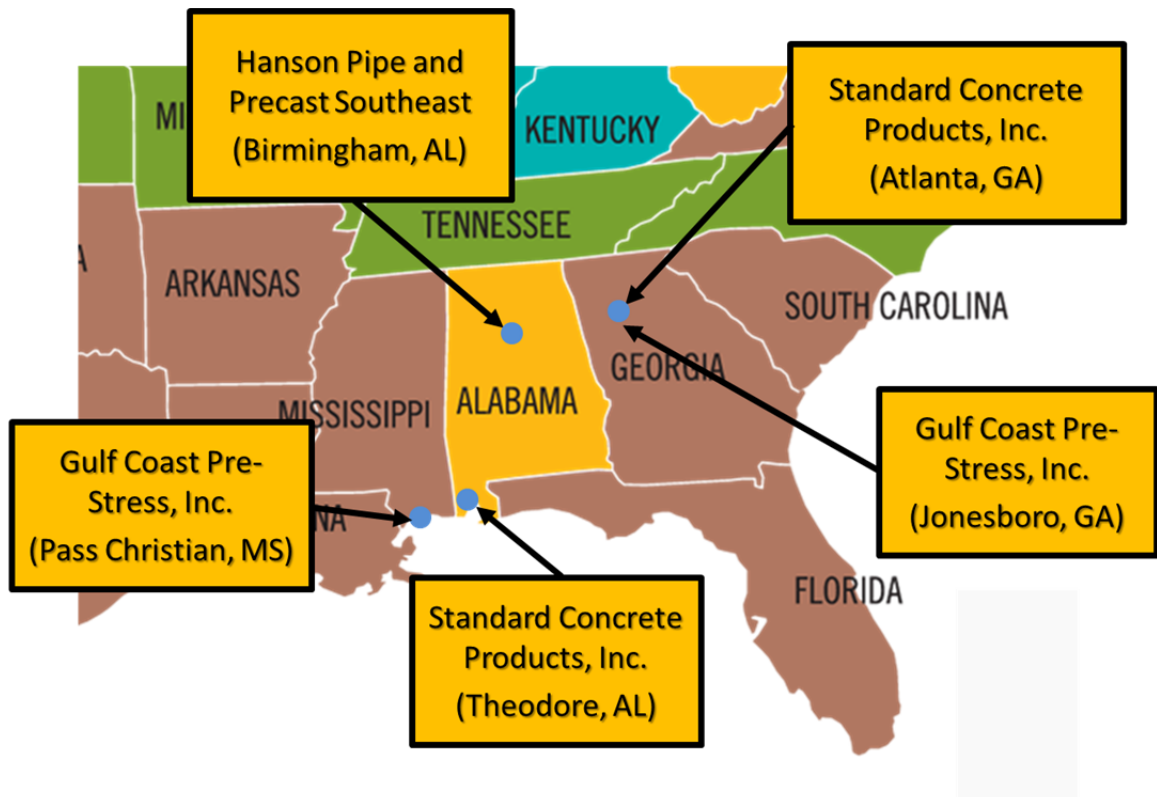 Hanson Pipe and
Precast Southeast
(Birmingham, AL)
Standard Concrete
Products, Inc.
(Atlanta, GA)
MI
KENTUCKY
TENNESSEE
A
ARKANSAS
SOUTH CAROLINA
GEORGIA
MISSISSIPPI
ALABAMA
Gulf Coast Pre-
Stress, Inc.
(Pass Christian, MS)
NA
Gulf Coast Pre-
Stress, Inc.
(Jonesboro, GA)
Standard Concrete
Products, Inc.
(Theodore, AL)
FLORIDA